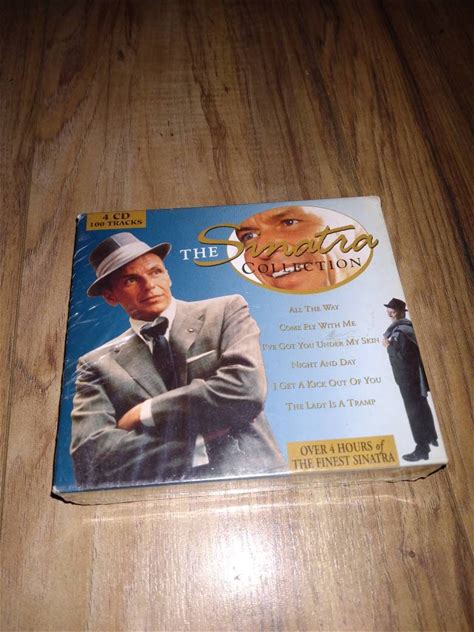 4 CD
100 TRACKS
THE Sinatra
COLLECTION
ALL THE WAY
COME FLY WITH ME
I'VE GOT YOU UNDER MY SKIN
NIGHT AND DAY
I GET A KICK OUT OF YOU
THE LADY IS A TRAMP
OVER 4 HOURS of
THE FINEST SINATRA